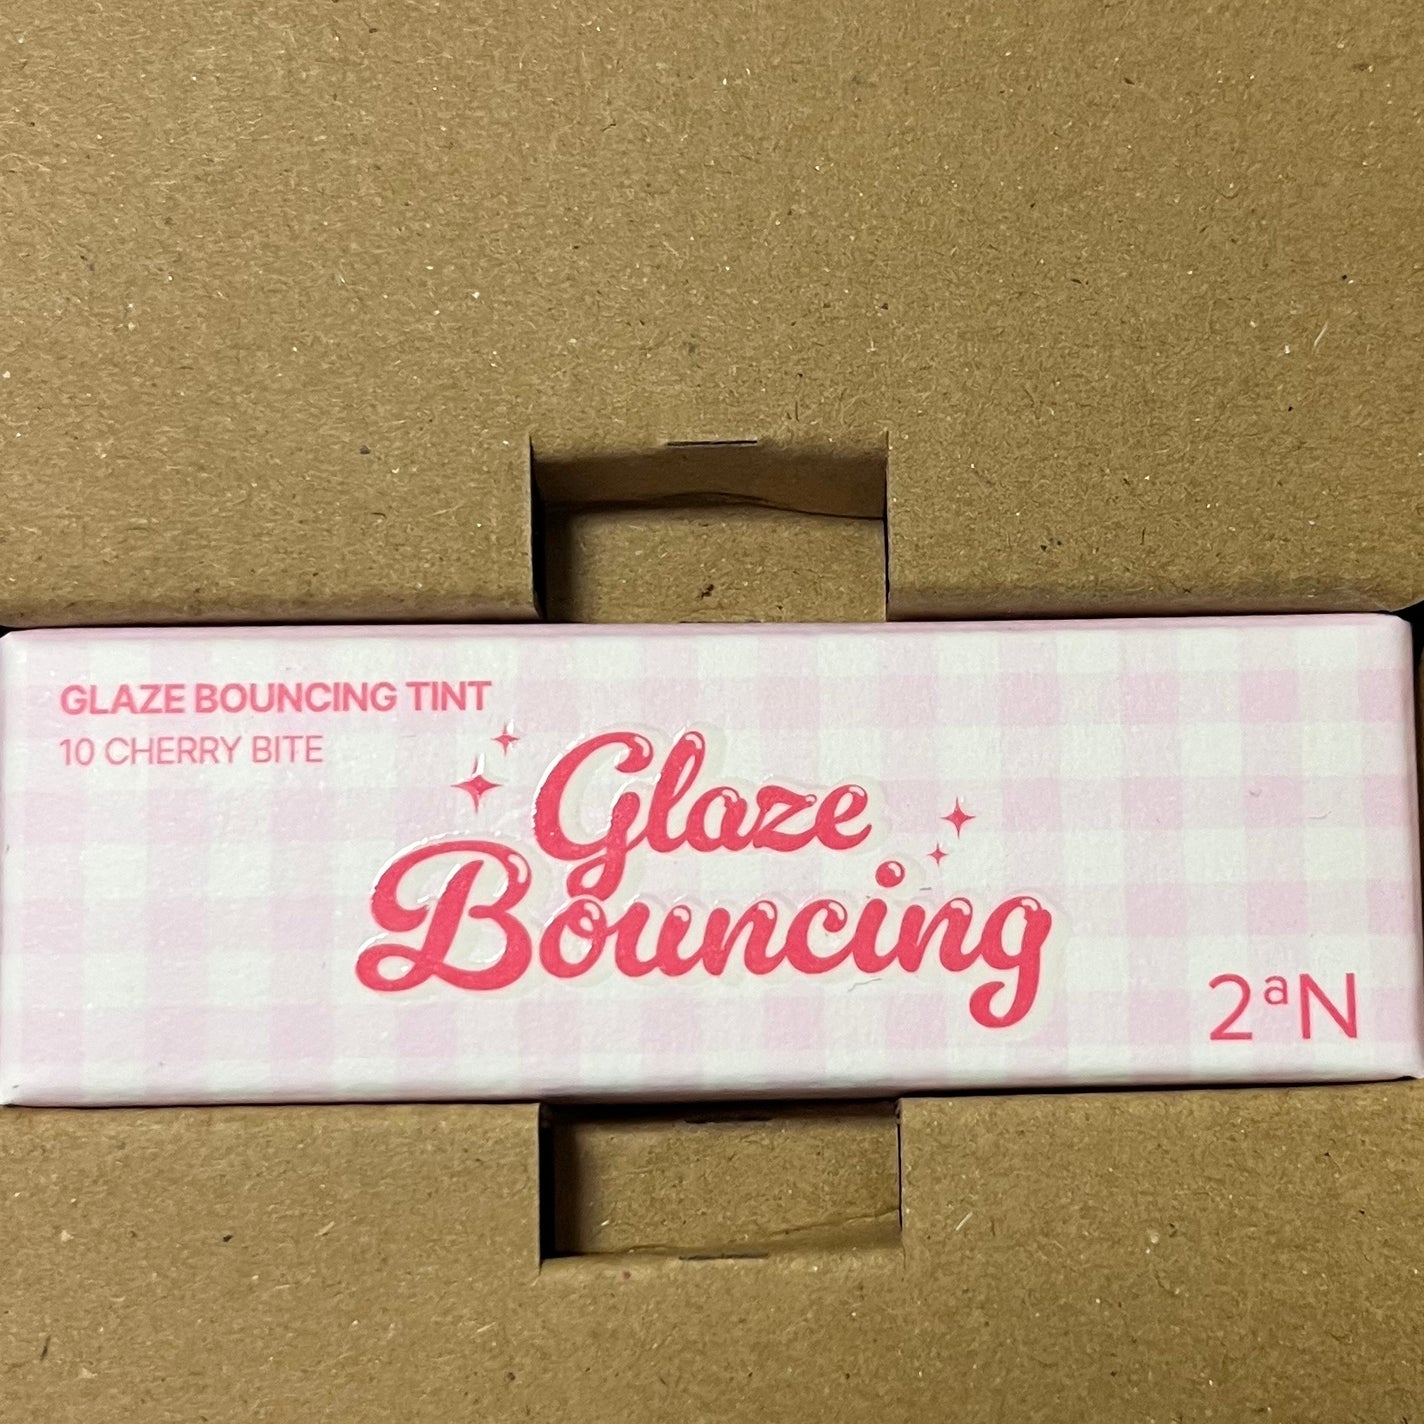 GLAZE BOUNCING TINT
10 CHERRY BITE
Glaze
Bouncing
2aN